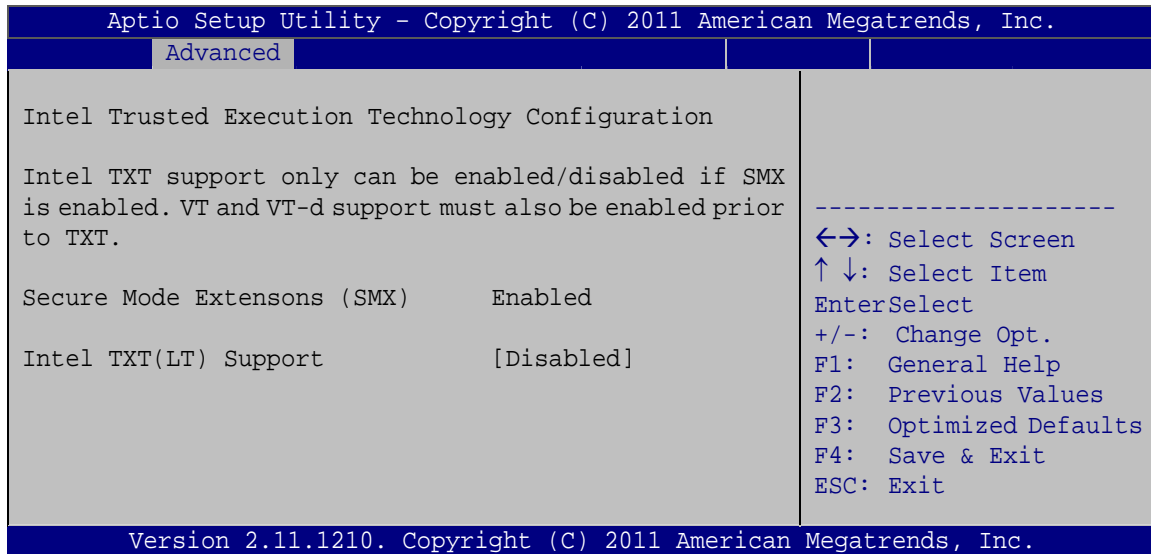 Aptio Setup Utility – Copyright (C) 2011 American Megatrends, Inc.
Advanced
Intel Trusted Execution Technology Configuration
Intel TXT support only can be enabled/disabled if SMX
is enabled. VT and VT-d support must also be enabled prior
to TXT.
Secure Mode Extensons (SMX) Enabled
Intel TXT(LT) Support [Disabled]
---------------------
←→: Select Screen
↑ ↓: Select Item
EnterSelect
+/-: Change Opt.
F1: General Help
F2: Previous Values
F3: Optimized Defaults
F4: Save & Exit
ESC: Exit
Version 2.11.1210. Copyright (C) 2011 American Megatrends, Inc.